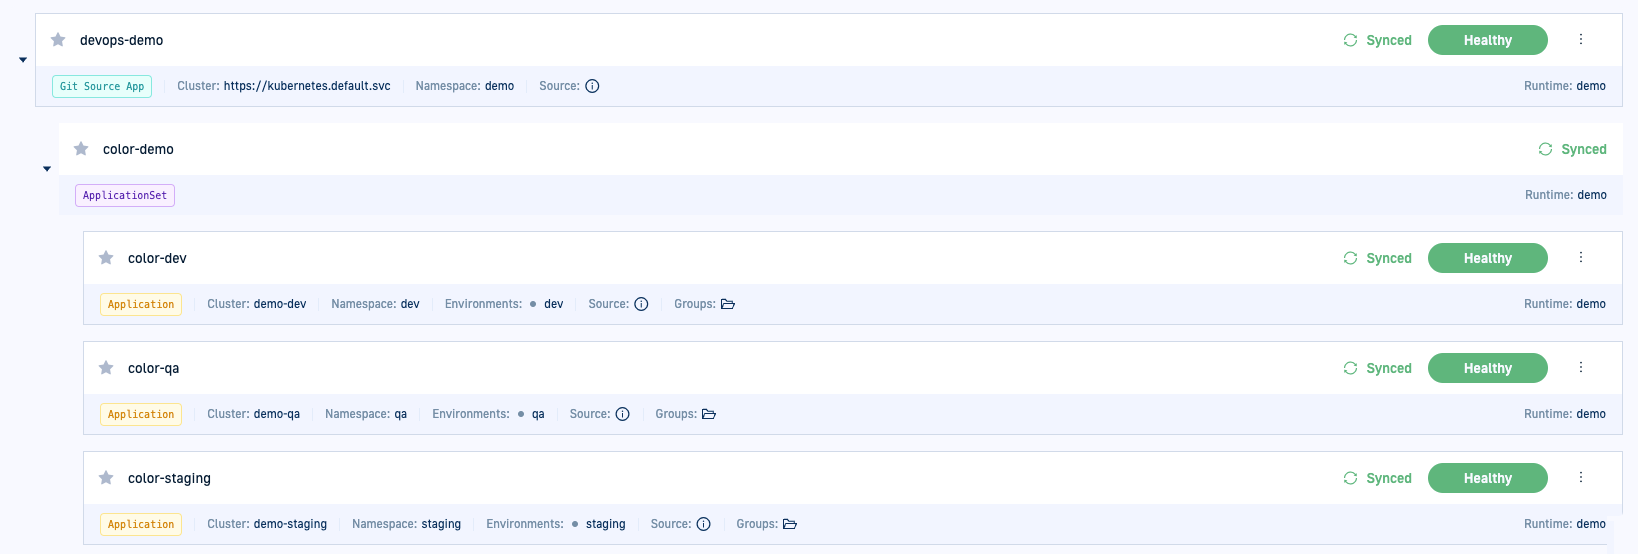 devops-demo Synced Healthy
Git Source App Cluster: https://kubernetes.default.svc Namespace: demo Source: Runtime: demo
color-demo Synced
ApplicationSet Runtime: demo
color-dev Synced Healthy
Application Cluster: demo-dev Namespace: dev Environments: dev Source: Groups: Runtime: demo
color-qa Synced Healthy
Application Cluster: demo-qa Namespace: qa Environments: qa Source: Groups: Runtime: demo
color-staging Synced Healthy
Application Cluster: demo-staging Namespace: staging Environments: staging Source: Groups: Runtime: demo